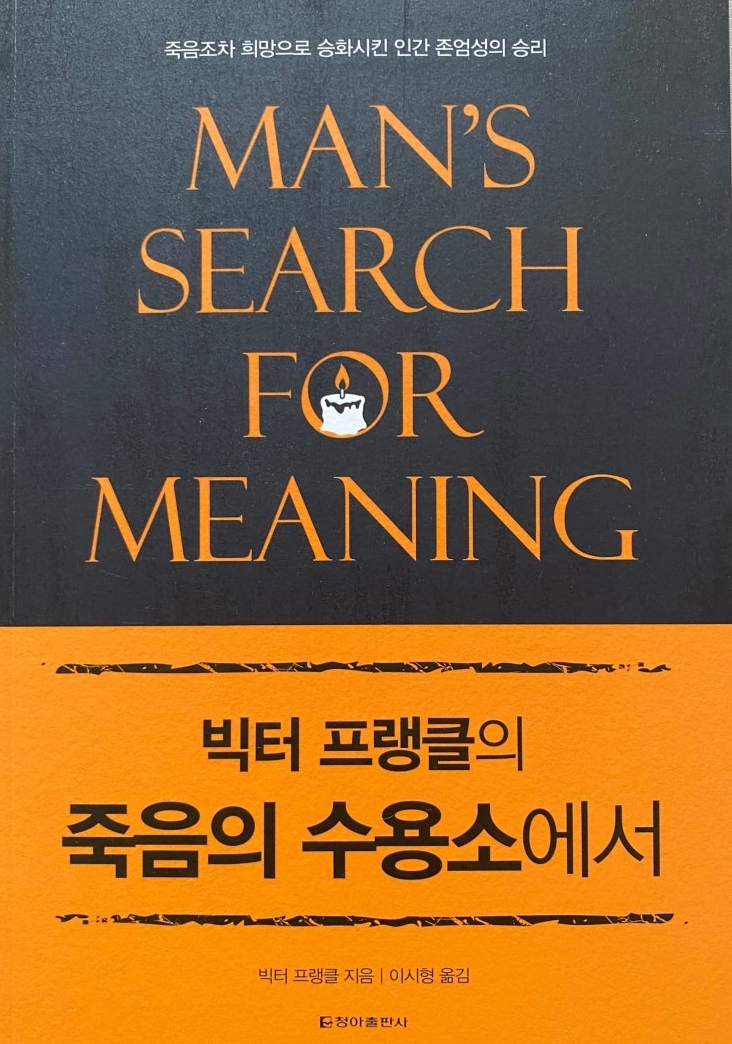 죽음조차 희망으로 승화시킨 인간 존엄성의 승리
MAN'S
SEARCH
FOR
MEANING
빅터 프랭클의
죽음의 수용소에서
빅터 프랭클 지음 | 이시형 옮김
청아출판사